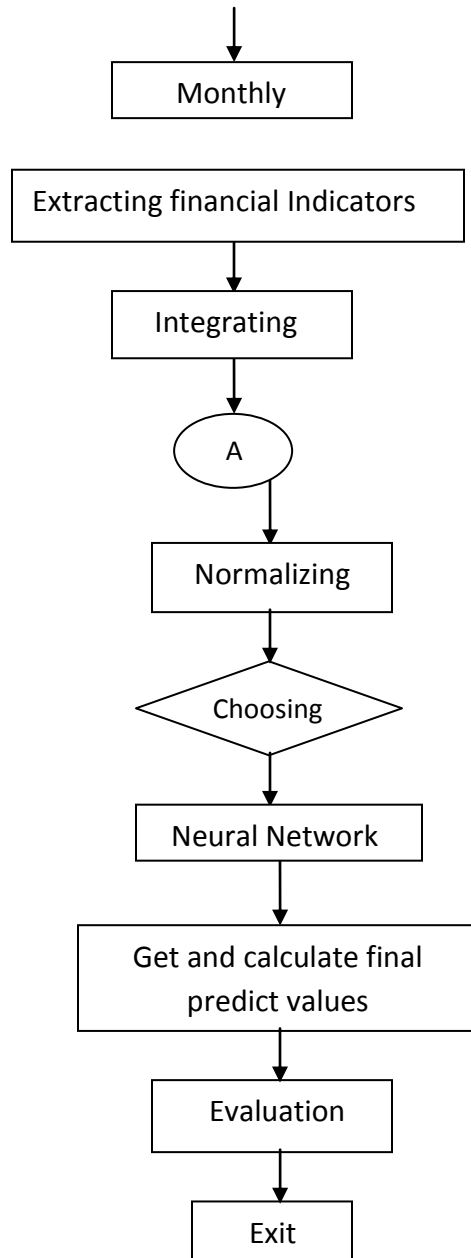 Monthly
Extracting financial Indicators
Integrating
A
Normalizing
Choosing
Neural Network
Get and calculate final
predict values
Evaluation
Exit